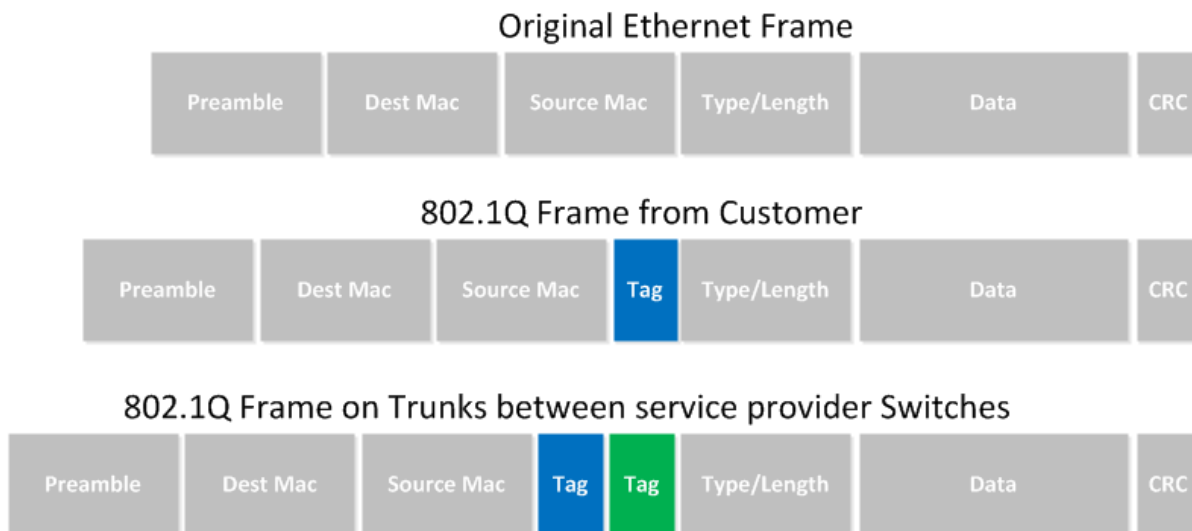 Original Ethernet Frame
Preamble Dest Mac Source Mac Type/Length Data CRC
802.1Q Frame from Customer
Preamble Dest Mac Source Mac Tag Type/Length Data CRC
802.1Q Frame on Trunks between service provider Switches
Preamble Dest Mac Source Mac Tag Tag Type/Length Data CRC